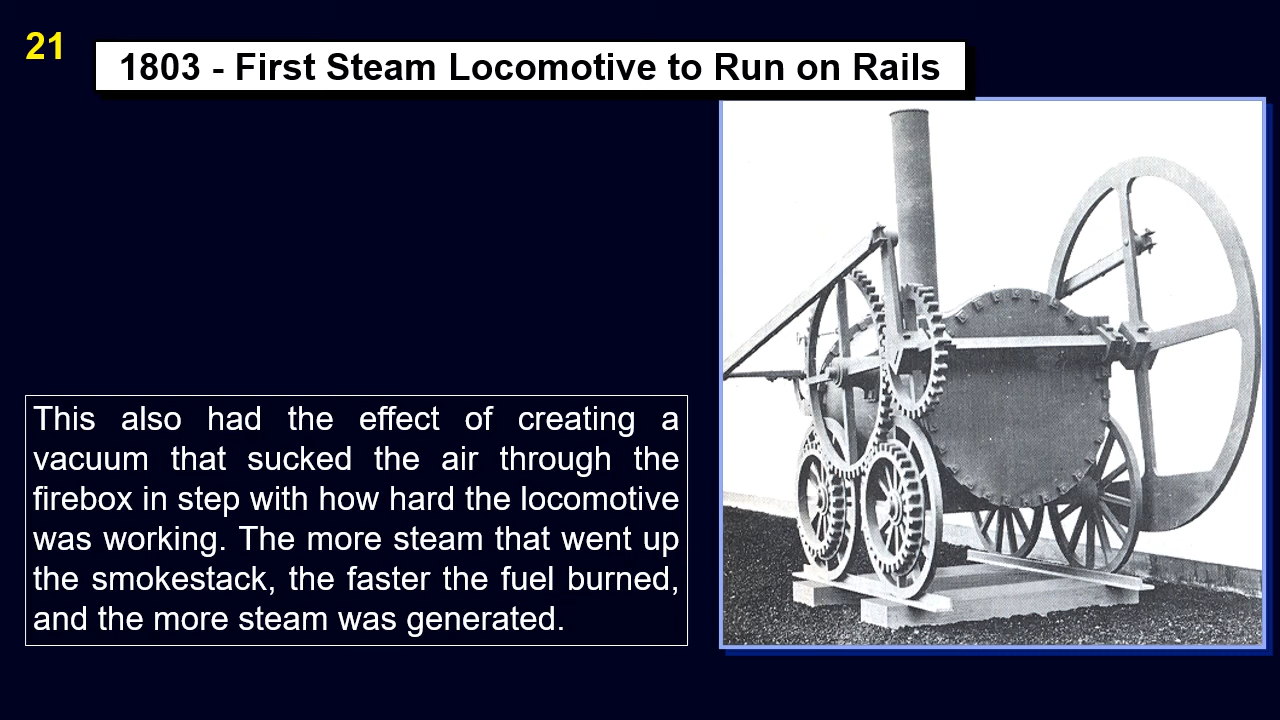 21
1803 - First Steam Locomotive to Run on Rails
This also had the effect of creating a
vacuum that sucked the air through the
firebox in step with how hard the locomotive
was working. The more steam that went up
the smokestack, the faster the fuel burned,
and the more steam was generated.